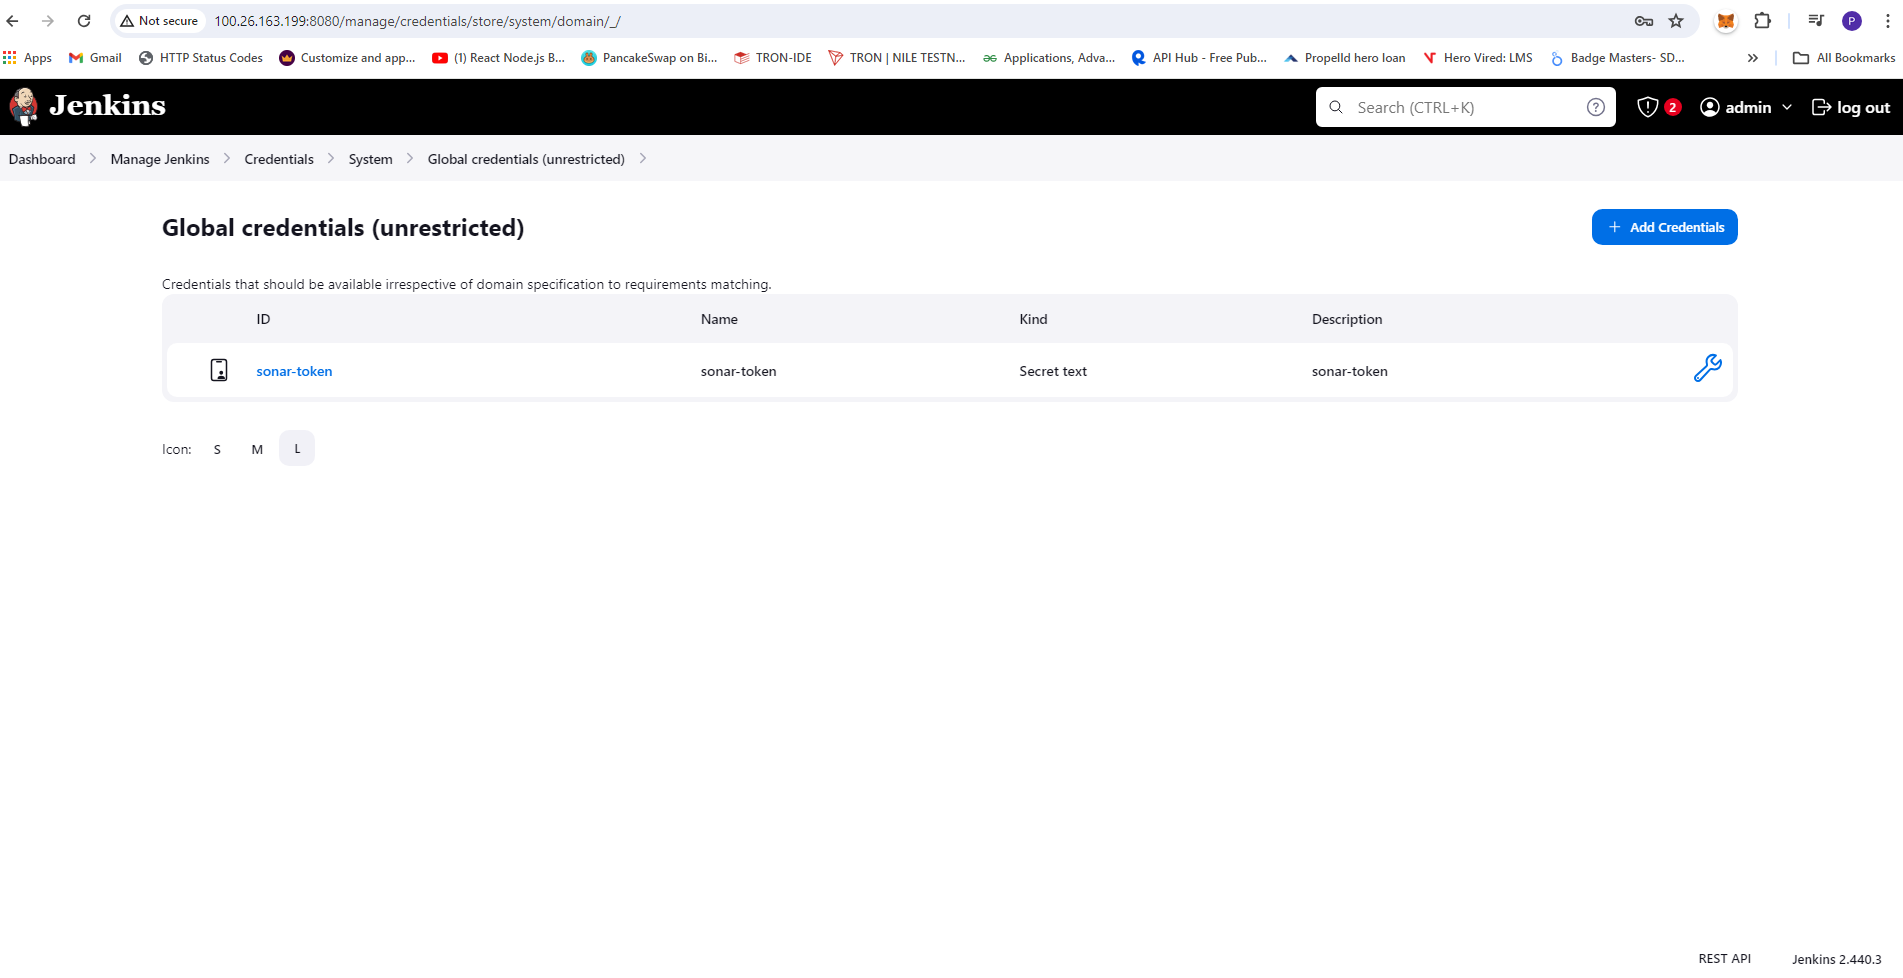 Not secure 100.26.163.199:8080/manage/credentials/store/system/domain/_/ P
Apps Gmail HTTP Status Codes Customize and app... (1) React Node.js B... PancakeSwap on Bi... TRON-IDE TRON | NILE TESTN... Applications, Adva... API Hub - Free Pub... Propelld hero loan Hero Vired: LMS Badge Masters- SD... » All Bookmarks
Jenkins Search (CTRL+K) ? 2 admin log out
Dashboard Manage Jenkins Credentials System Global credentials (unrestricted)
Global credentials (unrestricted) + Add Credentials
Credentials that should be available irrespective of domain specification to requirements matching.
ID Name Kind Description
sonar-token sonar-token Secret text sonar-token
Icon: S M L
REST API Jenkins 2.440.3